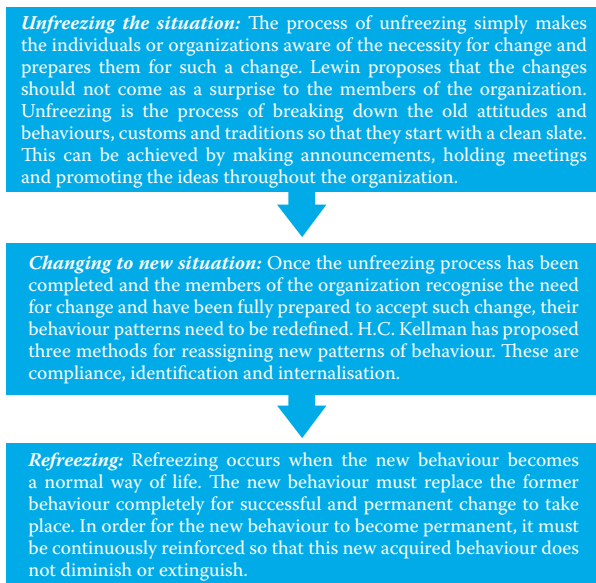 Unfreezing the situation: The process of unfreezing simply makes
the individuals or organizations aware of the necessity for change and
prepares them for such a change. Lewin proposes that the changes
should not come as a surprise to the members of the organization.
Unfreezing is the process of breaking down the old attitudes and
behaviours, customs and traditions so that they start with a clean slate.
This can be achieved by making announcements, holding meetings
and promoting the ideas throughout the organization.
Changing to new situation: Once the unfreezing process has been
completed and the members of the organization recognise the need
for change and have been fully prepared to accept such change, their
behaviour patterns need to be redefined. H.C. Kellman has proposed
three methods for reassigning new patterns of behaviour. These are
compliance, identification and internalisation.
Refreezing: Refreezing occurs when the new behaviour becomes
a normal way of life. The new behaviour must replace the former
behaviour completely for successful and permanent change to take
place. In order for the new behaviour to become permanent, it must
be continuously reinforced so that this new acquired behaviour does
not diminish or extinguish.